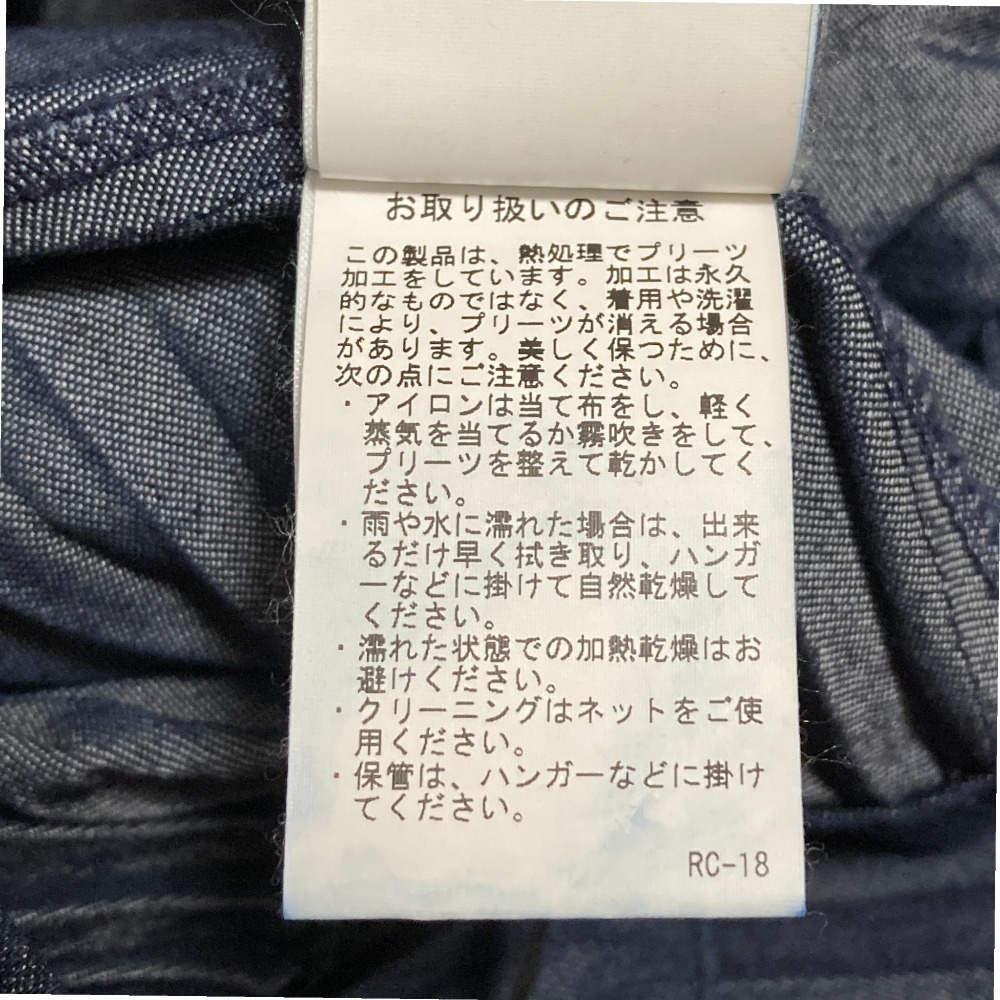 お取り扱いのご注意
この製品は、熱処理でプリーツ
加工をしています。加工は永久
的なものではなく、着用や洗濯
により、プリーツが消える場合
があります。美しく保つために、
次の点にご注意ください。
・アイロンは当て布をし、軽く
蒸気を当てるか霧吹きをして、
プリーツを整えて乾かしてく
ださい。
・雨や水に濡れた場合は、出来
るだけ早く拭き取り、ハンガ
ーなどに掛けて自然乾燥して
ください。
・濡れた状態での加熱乾燥はお
避けください。
・クリーニングはネットをご使
用ください。
・保管は、ハンガーなどに掛け
てください。
RC-18